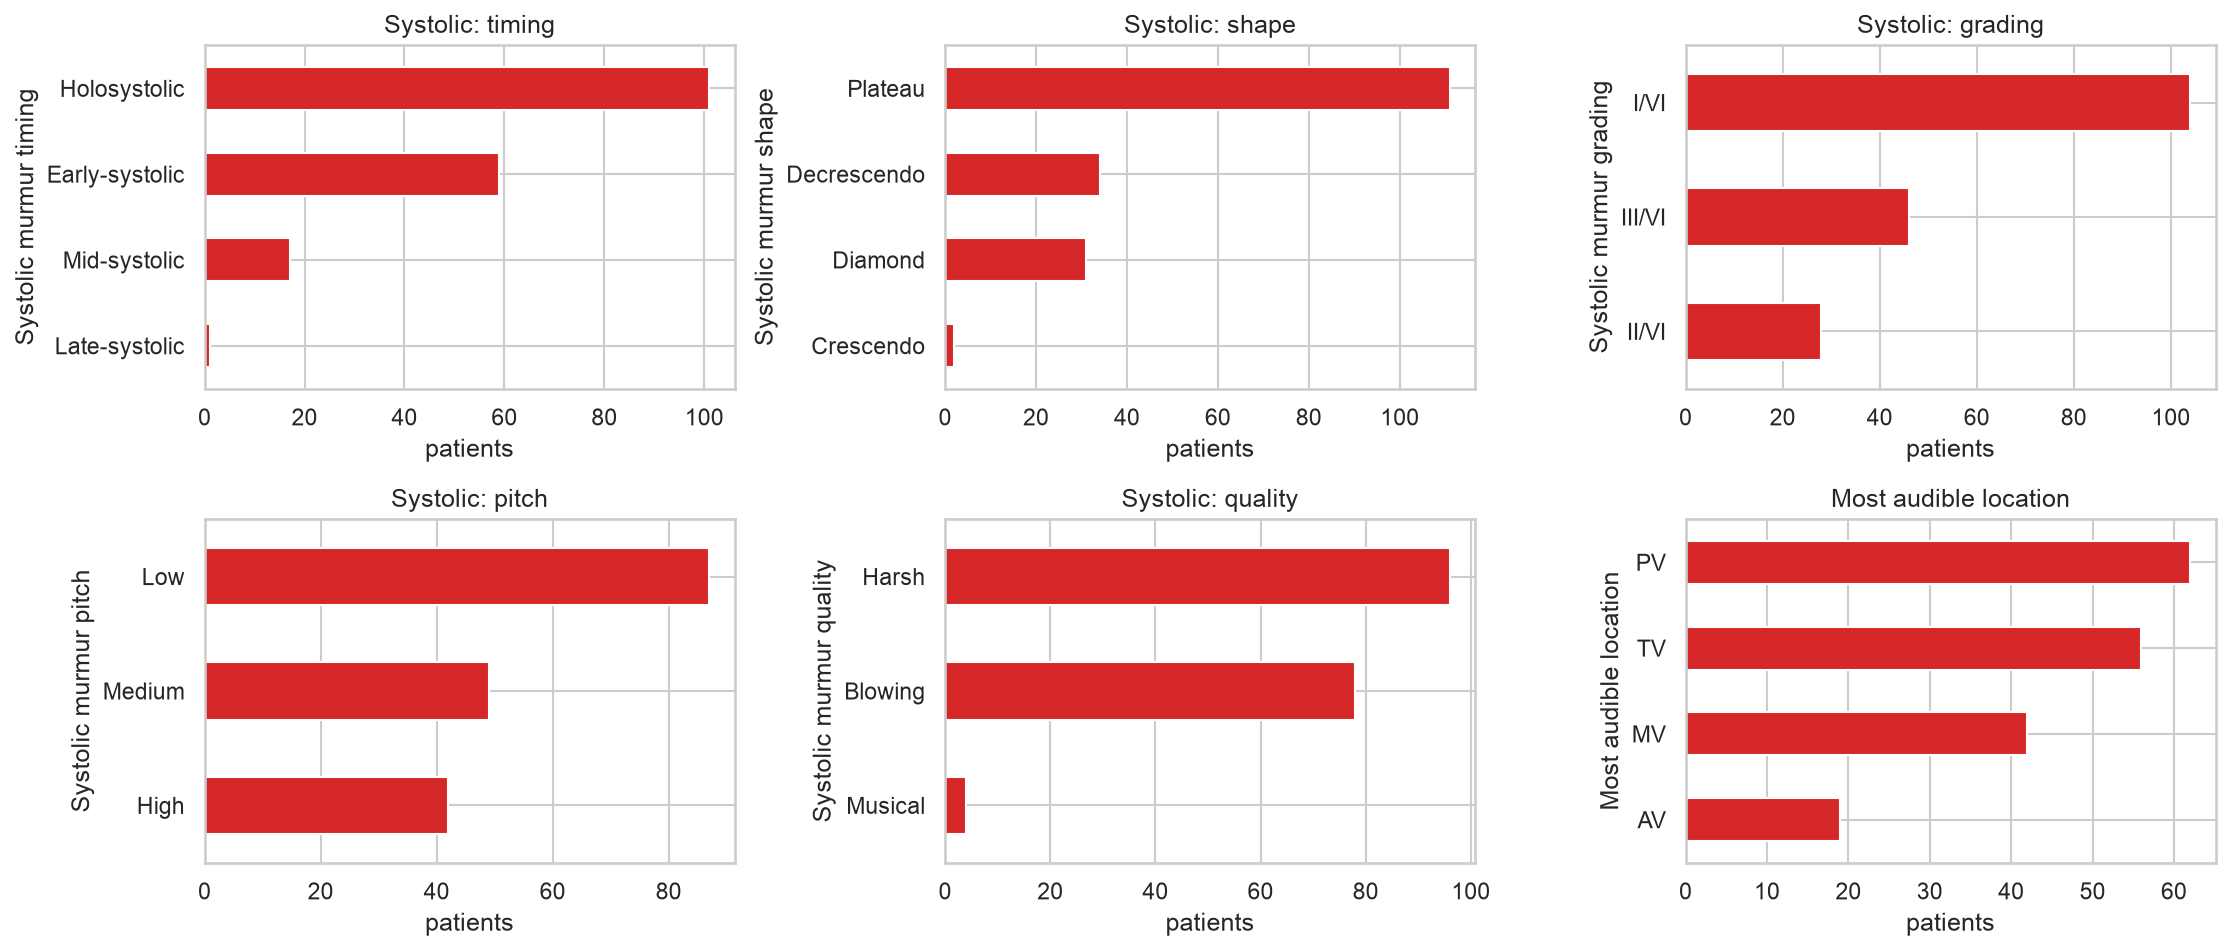 Systolic: timing
Systolic murmur timing
Holosystolic
Early-systolic
Mid-systolic
Late-systolic
0 20 40 60 80 100
patients
Systolic: shape
Systolic murmur shape
Plateau
Decrescendo
Diamond
Crescendo
0 20 40 60 80 100
patients
Systolic: grading
Systolic murmur grading
I/VI
III/VI
II/VI
0 20 40 60 80 100
patients
Systolic: pitch
Systolic murmur pitch
Low
Medium
High
0 20 40 60 80
patients
Systolic: quality
Systolic murmur quality
Harsh
Blowing
Musical
0 20 40 60 80 100
patients
Most audible location
Most audible location
PV
TV
MV
AV
0 10 20 30 40 50 60
patients